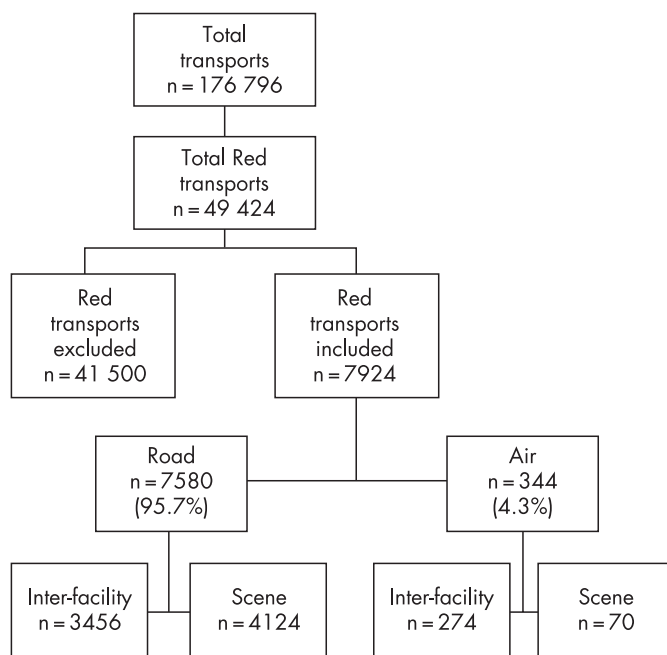 Total
transports
n = 176 796
Total Red
transports
n = 49 424
Red
transports
excluded
n = 41 500
Red
transports
included
n = 7924
Road
n = 7580
(95.7%)
Air
n = 344
(4.3%)
Inter-facility
n = 3456
Scene
n = 4124
Inter-facility
n = 274
Scene
n = 70